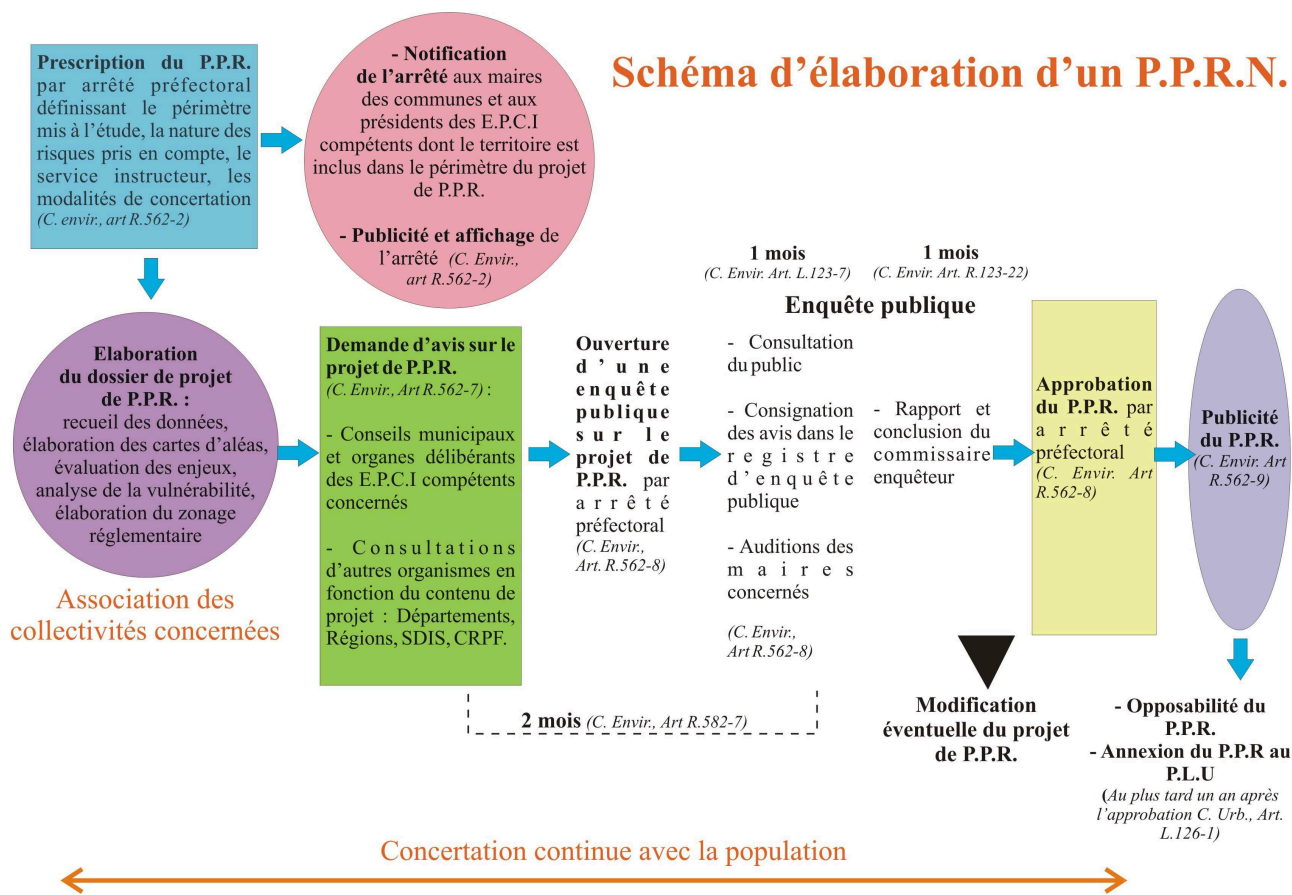 Schéma d'élaboration d'un P.P.R.N.
Prescription du P.P.R.
par arrêté préfectoral
définissant le périmètre
mis à l'étude, la nature des
risques pris en compte, le
service instructeur, les
modalités de concertation
(C. envir., art R.562-2)
- Notification
de l'arrêté aux maires
des communes et aux
présidents des E.P.C.I
compétents dont le territoire est
inclus dans le périmètre du projet
de P.P.R.
- Publicité et affichage de
l'arrêté (C. Envir.,
art R.562-2)
Elaboration
du dossier de projet
de P.P.R. :
recueil des données,
élaboration des cartes d'aléas,
évaluation des enjeux,
analyse de la vulnérabilité,
élaboration du zonage
réglementaire
Association des
collectivités concernées
Demande d'avis sur le
projet de P.P.R.
(C. Envir., Art R.562-7) :
- Conseils municipaux
et organes délibérants
des E.P.C.I compétents
concernés
- Consultations
d'autres organismes en
fonction du contenu de
projet : Départements,
Régions, SDIS, CRPF.
Ouverture
d'une
enquête
publique
sur le
projet de
P.P.R. par
arrêté
préfectoral
(C. Envir.,
Art. R.562-8)
1 mois
(C. Envir. Art. L.123-7)
1 mois
(C. Envir. Art. R.123-22)
Enquête publique
- Consultation
du public
- Consignation
des avis dans le
registre
d'enquête
publique
- Auditions des
maires
concernés
(C. Envir.,
Art R.562-8)
- Rapport et
conclusion du
commissaire
enquêteur
2 mois (C. Envir., Art R.582-7)
Approbation
du P.P.R. par
arrêté
préfectoral
(C. Envir. Art
R.562-8)
Modification
éventuelle du projet
de P.P.R.
Publicité
du P.P.R.
(C. Envir. Art
R.562-9)
- Opposabilité du
P.P.R.
- Annexion du P.P.R au
P.L.U
(Au plus tard un an après
l'approbation C. Urb., Art.
L.126-1)
Concertation continue avec la population